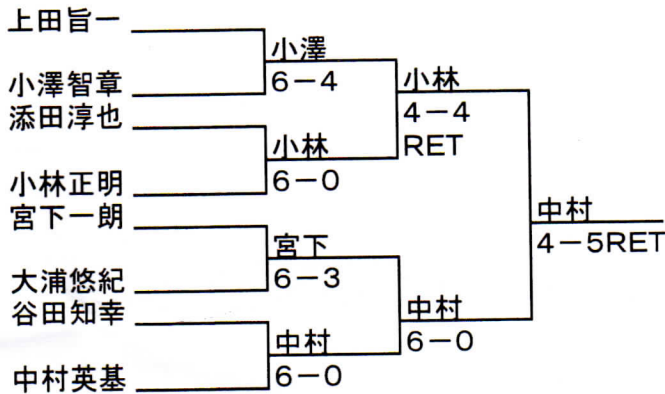 上田旨一
小澤智章
添田淳也
小林正明
宮下一朗
大浦悠紀
谷田知幸
中村英基
小澤
6-4
小林
6-0
宮下
6-3
中村
6-0
小林
4-4
RET
中村
6-0
中村
4-5RET